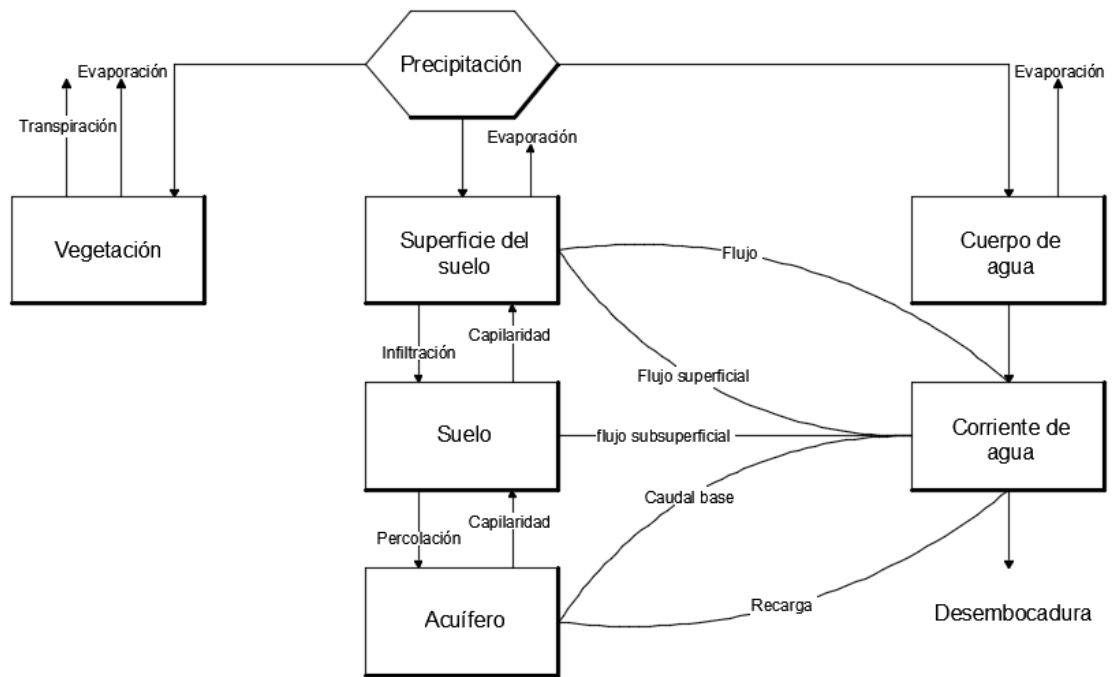 Precipitación
Evaporación
Evaporación
Transpiración
Evaporación
Vegetación
Superficie del
suelo
Cuerpo de
agua
Flujo
Infiltración
Capilaridad
Flujo superficial
Suelo
flujo subsuperficial
Corriente de
agua
Caudal base
Percolación
Capilaridad
Acuífero
Recarga
Desembocadura